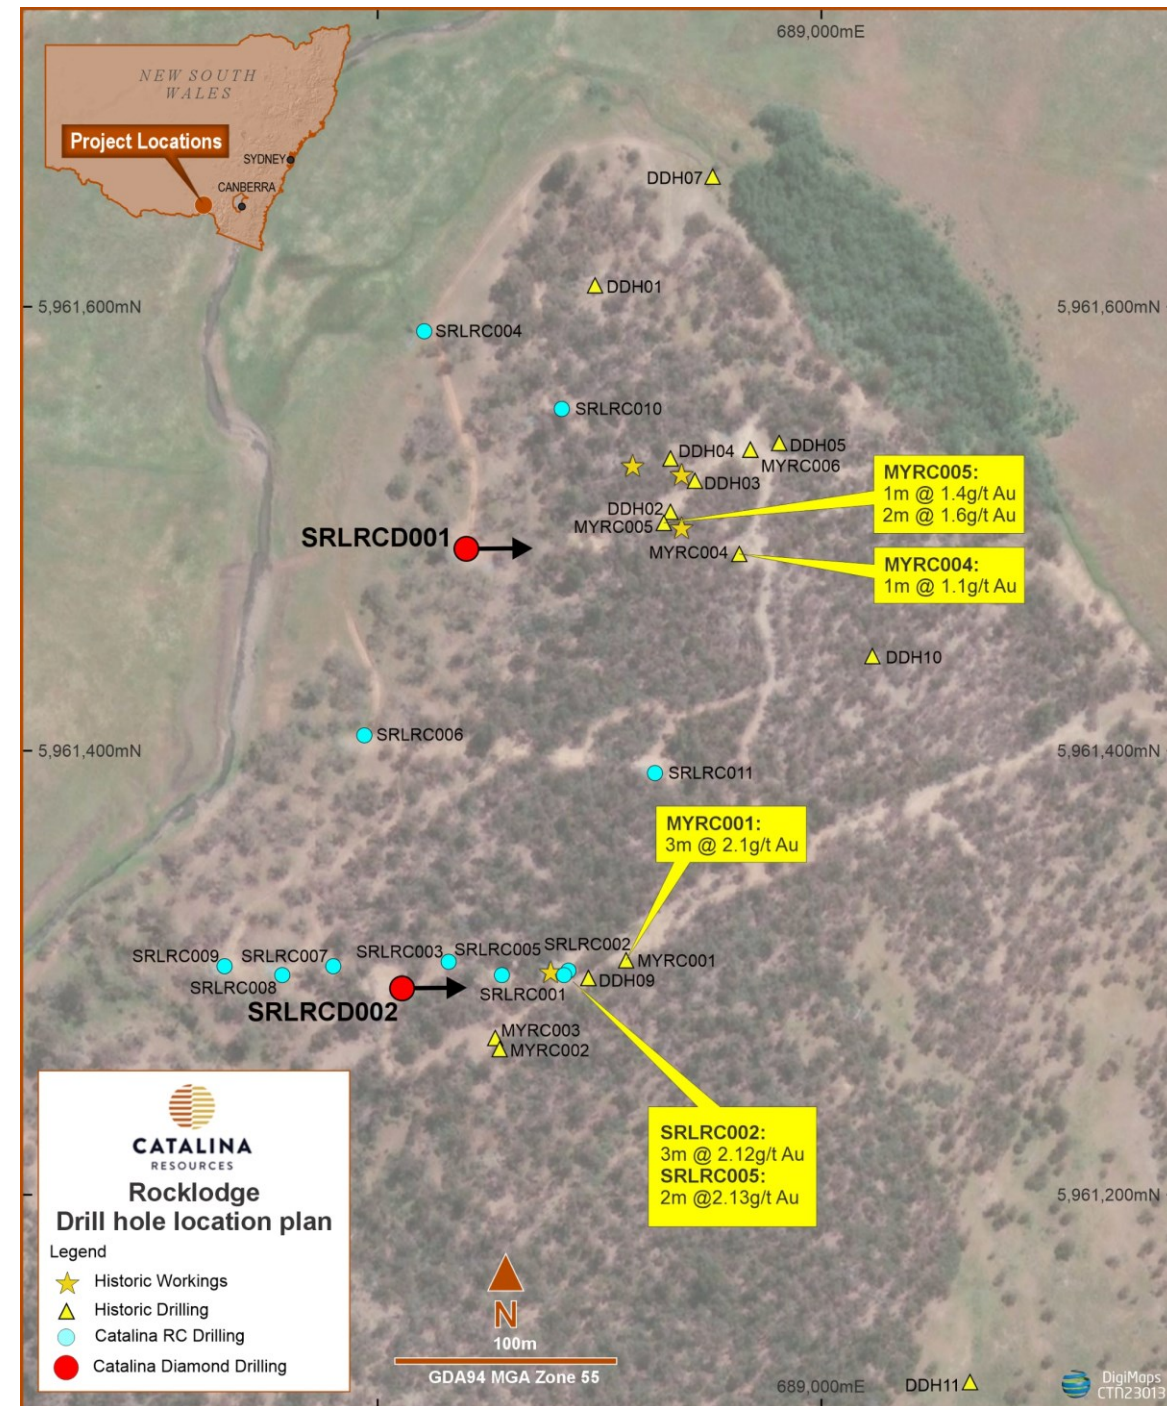 689,000mE
NEW SOUTH
WALES
Project Locations
SYDNEY
CANBERRA
DDH07
DDH01
5,961,600mN
5,961,600mN
SRLRC004
SRLRC010
DDH04
DDH05
MYRC006
DDH03
MYRC005:
1m @ 1.4g/t Au
2m @ 1.6g/t Au
DDH02
MYRC005
SRLRCD001
MYRC004
MYRC004:
1m @ 1.1g/t Au
DDH10
SRLRC006
5,961,400mN
5,961,400mN
SRLRC011
MYRC001:
3m @ 2.1g/t Au
SRLRC009
SRLRC007
SRLRC003
SRLRC005
SRLRC002
MYRC001
SRLRC008
SRLRC001
DDH09
SRLRCD002
MYRC003
MYRC002
SRLRC002:
3m @ 2.12g/t Au
SRLRC005:
2m @2.13g/t Au
5,961,200mN
CATALINA
RESOURCES
Rocklodge
Drill hole location plan
Legend
Historic Workings
Historic Drilling
Catalina RC Drilling
Catalina Diamond Drilling
N
100m
GDA94 MGA Zone 55
689,000mE
DDH11
DigiMaps
CTN23013